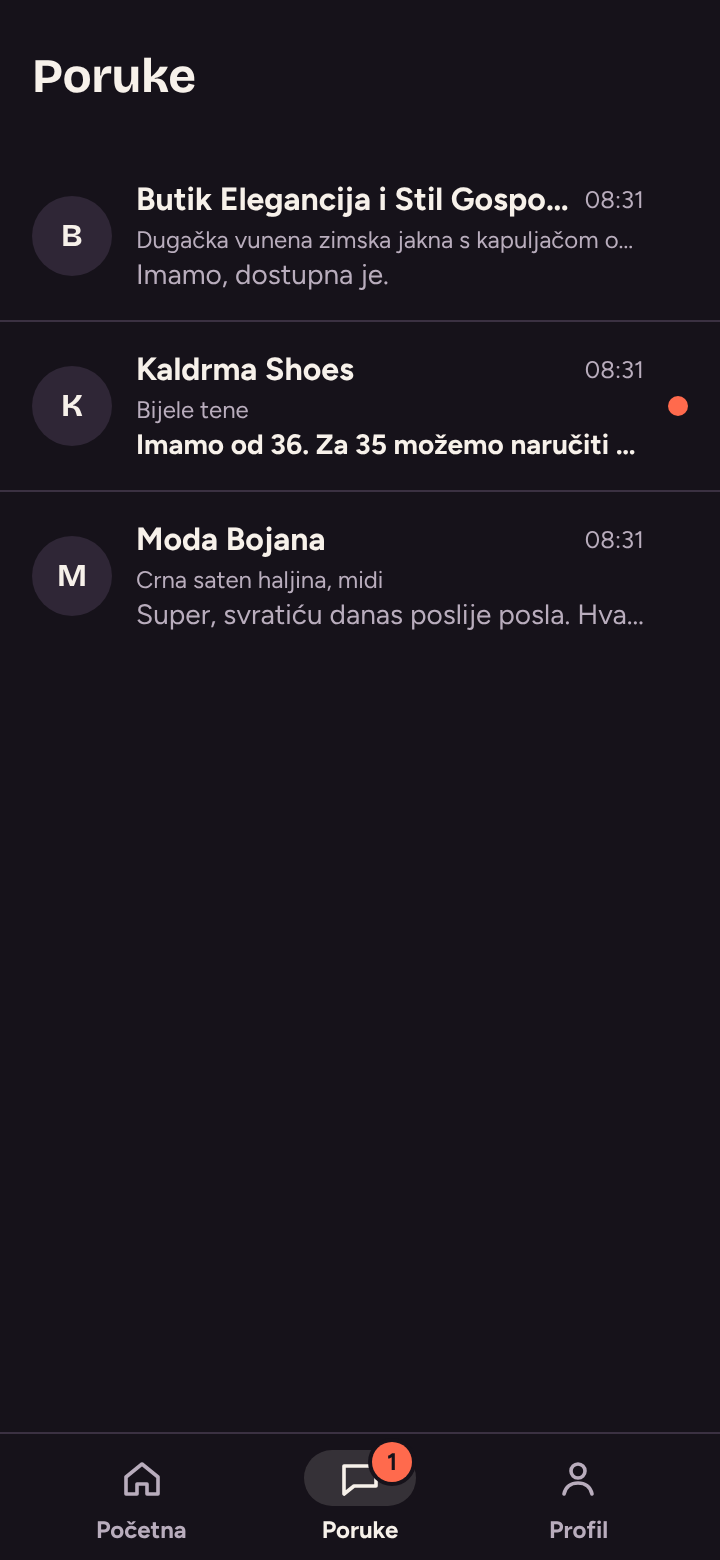 Poruke
B
Butik Elegancija i Stil Gospo... 08:31
Dugačka vunena zimska jakna s kapuljačom o...
Imamo, dostupna je.
K
Kaldrma Shoes 08:31
Bijele tene
Imamo od 36. Za 35 možemo naručiti ...
M
Moda Bojana 08:31
Crna saten haljina, midi
Super, svratiću danas poslije posla. Hva...
1
Početna Poruke Profil